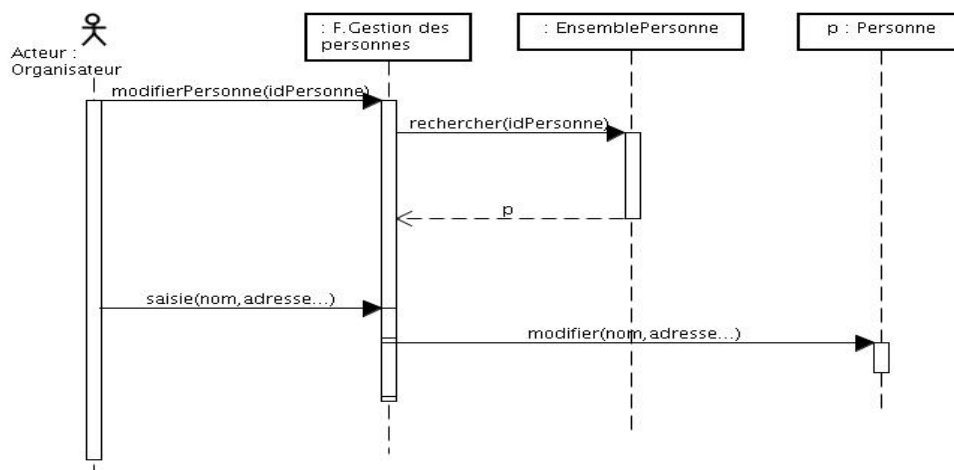 : F.Gestion des
personnes
: EnsemblePersonne
p : Personne
Acteur :
Organisateur
modifierPersonne(idPersonne)
rechercher(idPersonne)
p
saisie(nom,adresse...)
modifier(nom,adresse...)